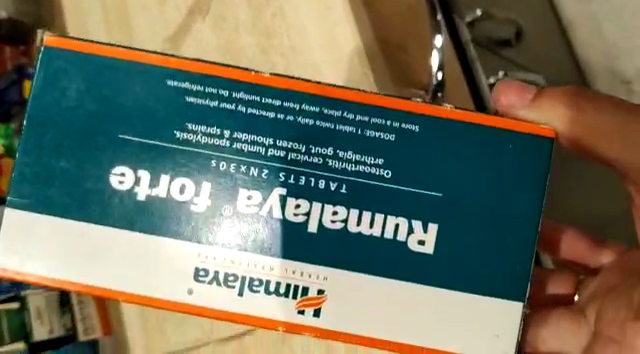 Himalaya
HERBAL HEALTHCARE
Rumalaya® forte
TABLETS 2Nx30s
Osteoarthritis, cervical and lumbar spondylosis,
arthralgia, gout, frozen shoulder & sprains.
DOSAGE: 1 tablet twice daily, or as directed by your physician.
Store in a cool and dry place, away from direct sunlight. Do not refrigerate.